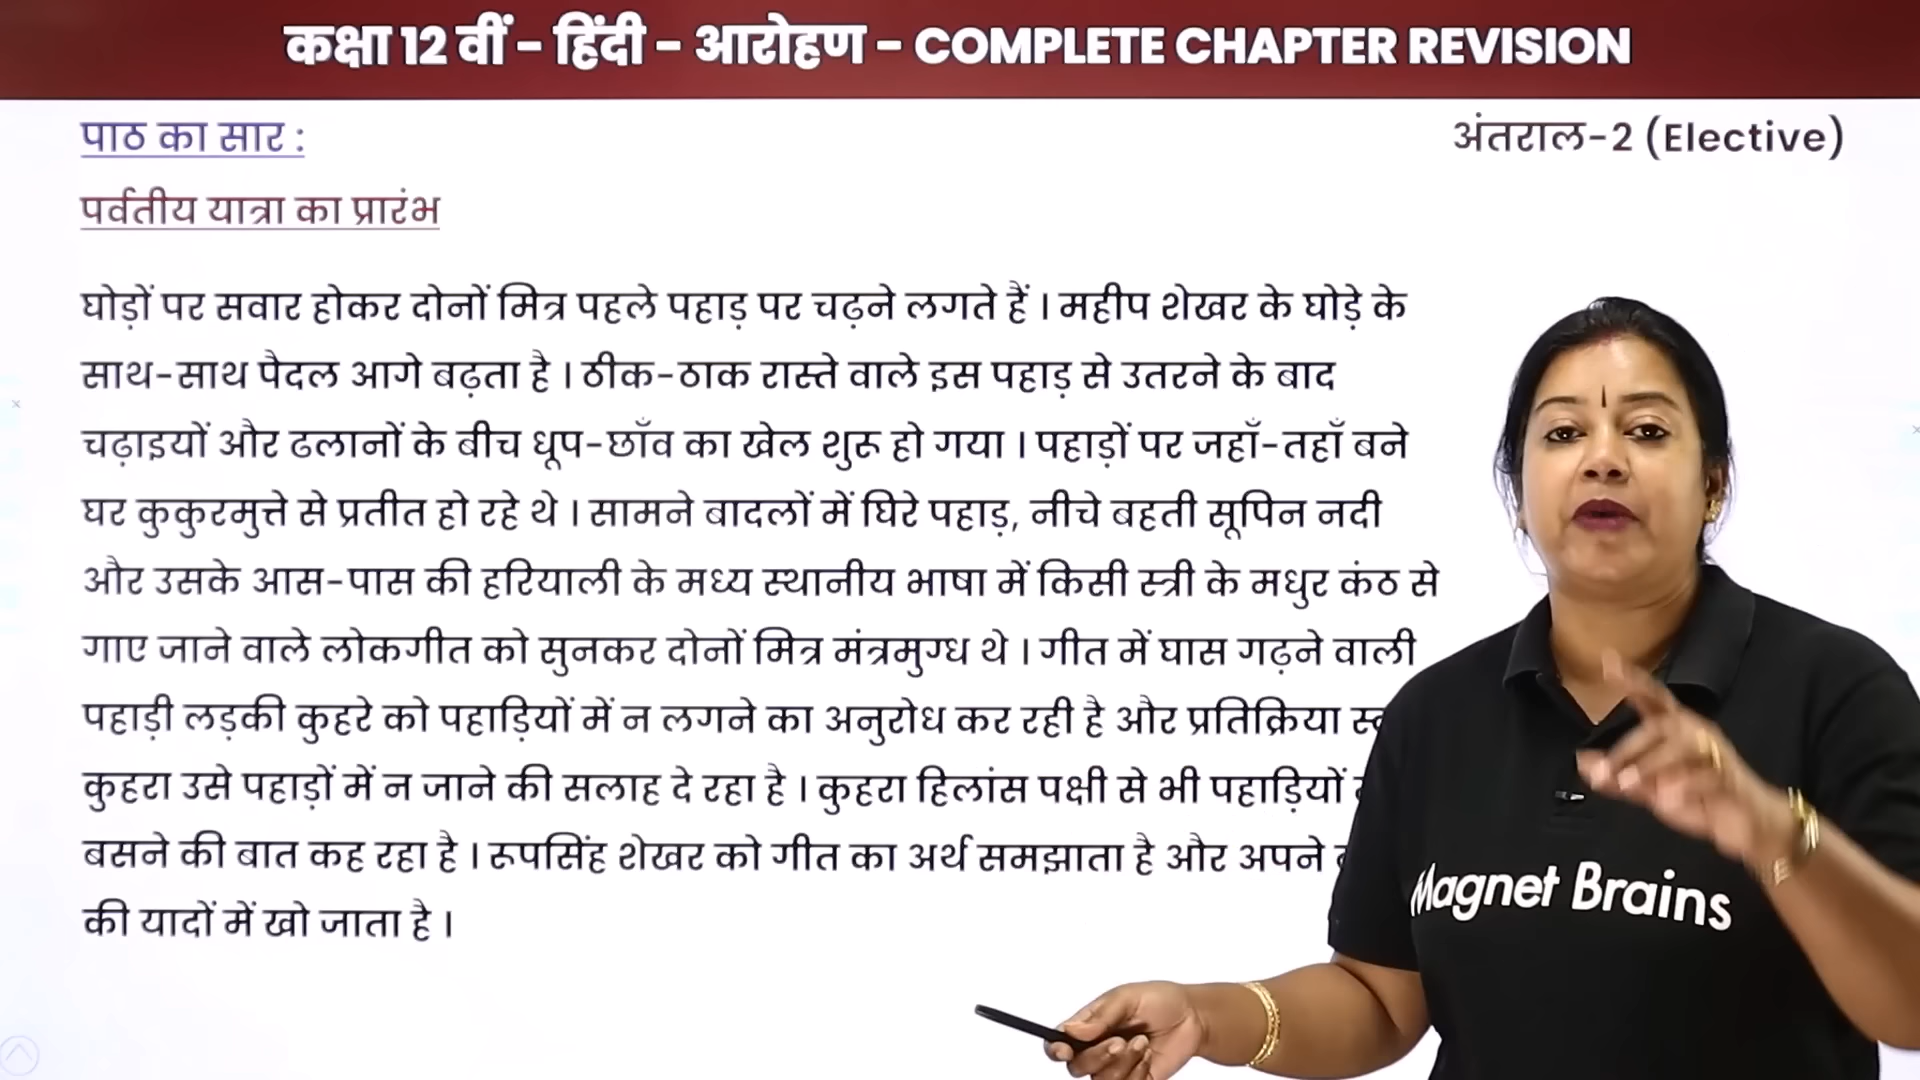 कक्षा 12 वीं - हिंदी - आरोहण - COMPLETE CHAPTER REVISION
पाठ का सार :
अंतराल-2 (Elective)
पर्वतीय यात्रा का प्रारंभ
घोड़ों पर सवार होकर दोनों मित्र पहले पहाड़ पर चढ़ने लगते हैं । महीप शेखर के घोड़े के
साथ-साथ पैदल आगे बढ़ता है । ठीक-ठाक रास्ते वाले इस पहाड़ से उतरने के बाद
चढ़ाइयों और ढलानों के बीच धूप-छाँव का खेल शुरू हो गया । पहाड़ों पर जहाँ-तहाँ बने
घर कुकुरमुत्ते से प्रतीत हो रहे थे । सामने बादलों में घिरे पहाड़, नीचे बहती सूपिन नदी
और उसके आस-पास की हरियाली के मध्य स्थानीय भाषा में किसी स्त्री के मधुर कंठ से
गाए जाने वाले लोकगीत को सुनकर दोनों मित्र मंत्रमुग्ध थे । गीत में घास गढ़ने वाली
पहाड़ी लड़की कुहरे को पहाड़ियों में न लगने का अनुरोध कर रही है और प्रतिक्रिया
कुहरा उसे पहाड़ों में न जाने की सलाह दे रहा है । कुहरा हिलांस पक्षी से भी पहाड़ियों
बसने की बात कह रहा है । रूपसिंह शेखर को गीत का अर्थ समझाता है और अपने
की यादों में खो जाता है ।
Magnet Brains